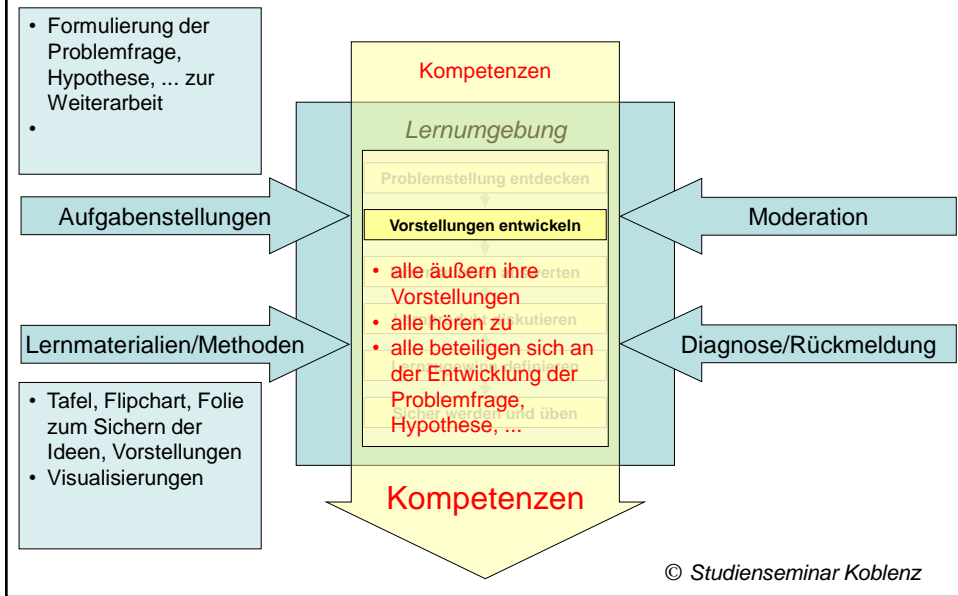 • Formulierung der
Problemfrage,
Hypothese, ... zur
Weiterarbeit
•
Kompetenzen
Lernumgebung
Problemstellung entdecken
Aufgabenstellungen
Vorstellungen entwickeln
Moderation
• alle äußern ihre
Vorstellungen
diskutieren
• alle hören zu
• alle beteiligen sich an
definieren
der Entwicklung der
Problemfrage,
Sicher werden und üben
Hypothese, ...
Lernmaterialien/Methoden
Diagnose/Rückmeldung
• Tafel, Flipchart, Folie
zum Sichern der
Ideen, Vorstellungen
• Visualisierungen
Kompetenzen
© Studienseminar Koblenz